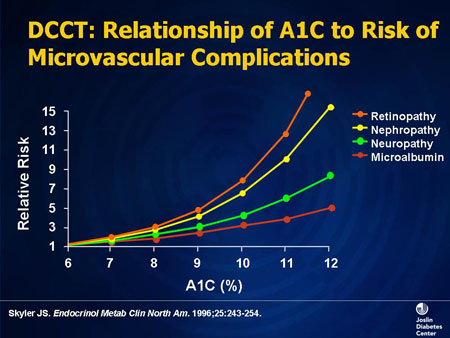 DCCT: Relationship of A1C to Risk of
Microvascular Complications
15
13
11
9
7
5
3
1
Relative Risk
6 7 8 9 10 11 12
A1C (%)
Retinopathy
Nephropathy
Neuropathy
Microalbumin
Skyler JS. Endocrinol Metab Clin North Am. 1996;25:243-254.
Joslin
Diabetes
Center